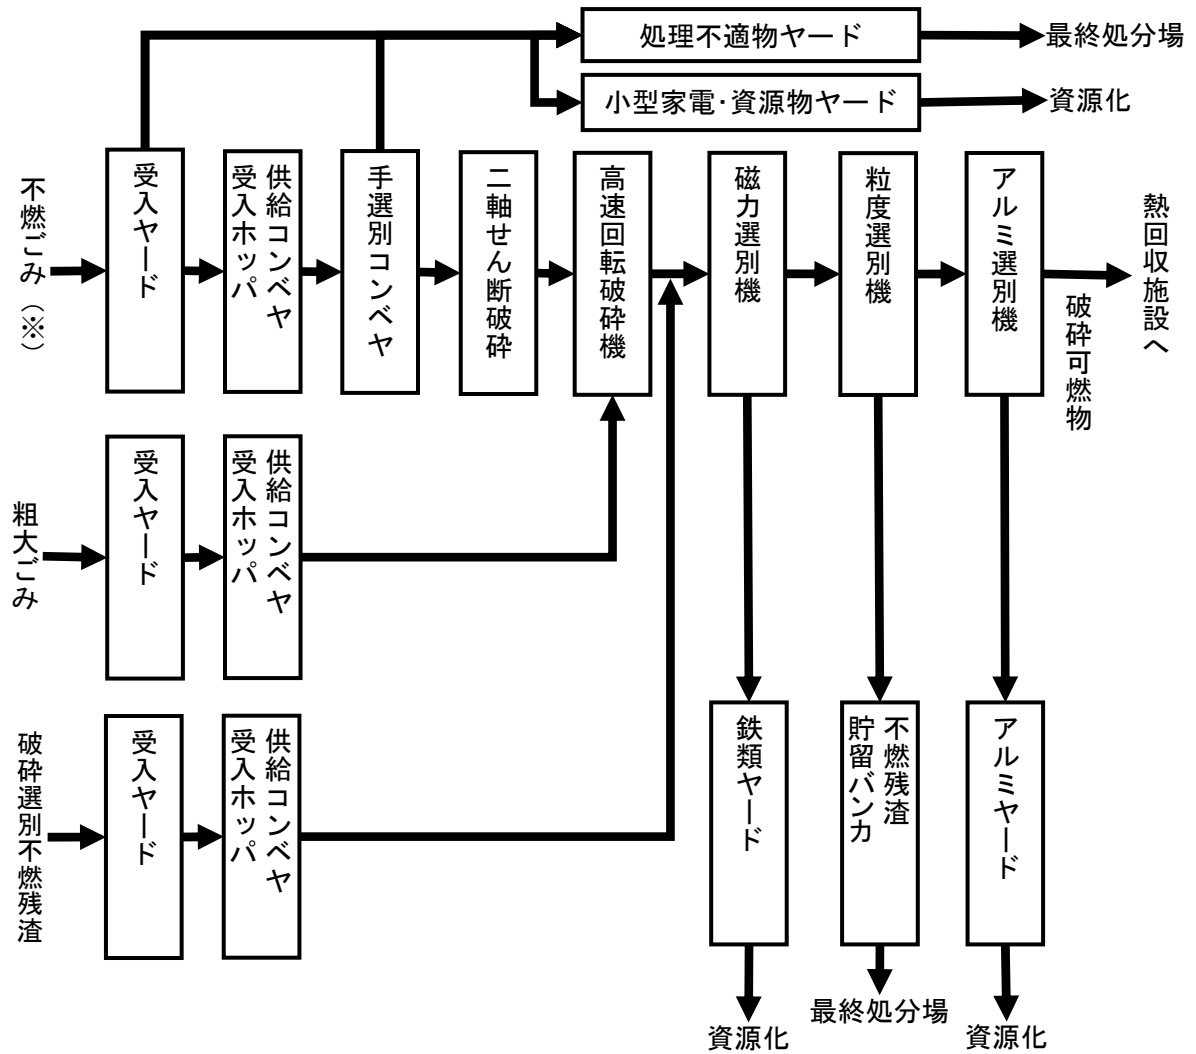 処理不適物ヤード
最終処分場
小型家電・資源物ヤード
資源化
不燃ごみ（※）
受入ヤード
供給コンベヤ
受入ホッパ
手選別コンベヤ
二軸せん断破砕
高速回転破砕機
磁力選別機
粒度選別機
アルミ選別機
破砕可燃物
熱回収施設へ
粗大ごみ
受入ヤード
供給コンベヤ
受入ホッパ
破砕選別不燃残渣
受入ヤード
供給コンベヤ
受入ホッパ
鉄類ヤード
不燃残渣
貯留バンカ
アルミヤード
資源化
最終処分場
資源化